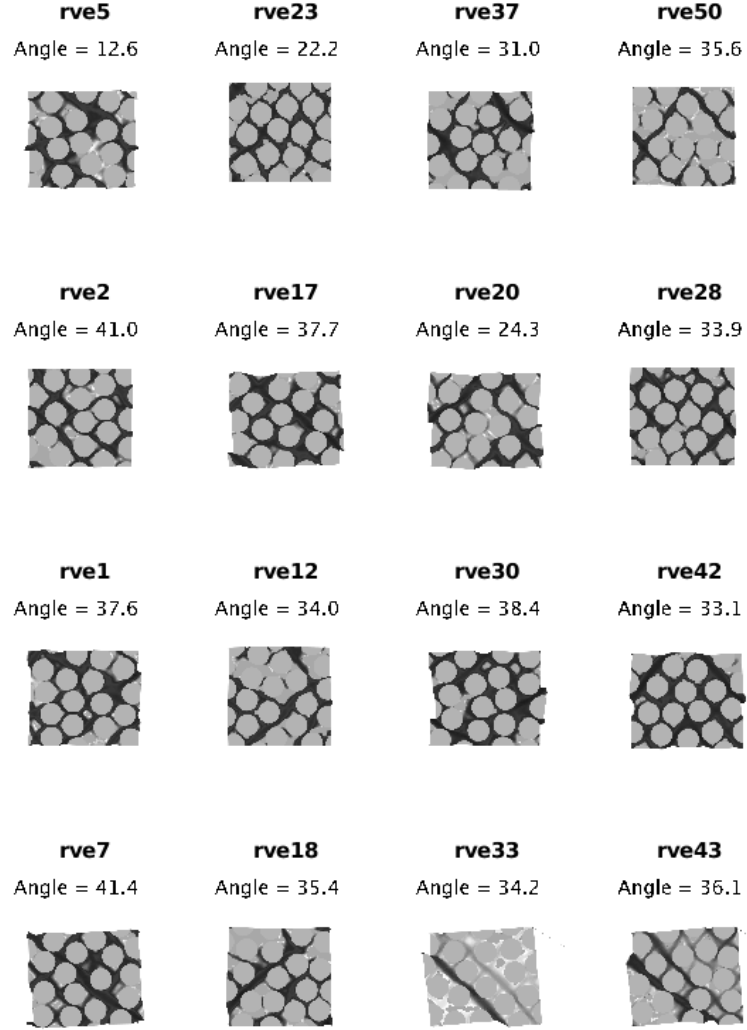 rve5 rve23 rve37 rve50
Angle = 12.6 Angle = 22.2 Angle = 31.0 Angle = 35.6
rve2 rve17 rve20 rve28
Angle = 41.0 Angle = 37.7 Angle = 24.3 Angle = 33.9
rve1 rve12 rve30 rve42
Angle = 37.6 Angle = 34.0 Angle = 38.4 Angle = 33.1
rve7 rve18 rve33 rve43
Angle = 41.4 Angle = 35.4 Angle = 34.2 Angle = 36.1